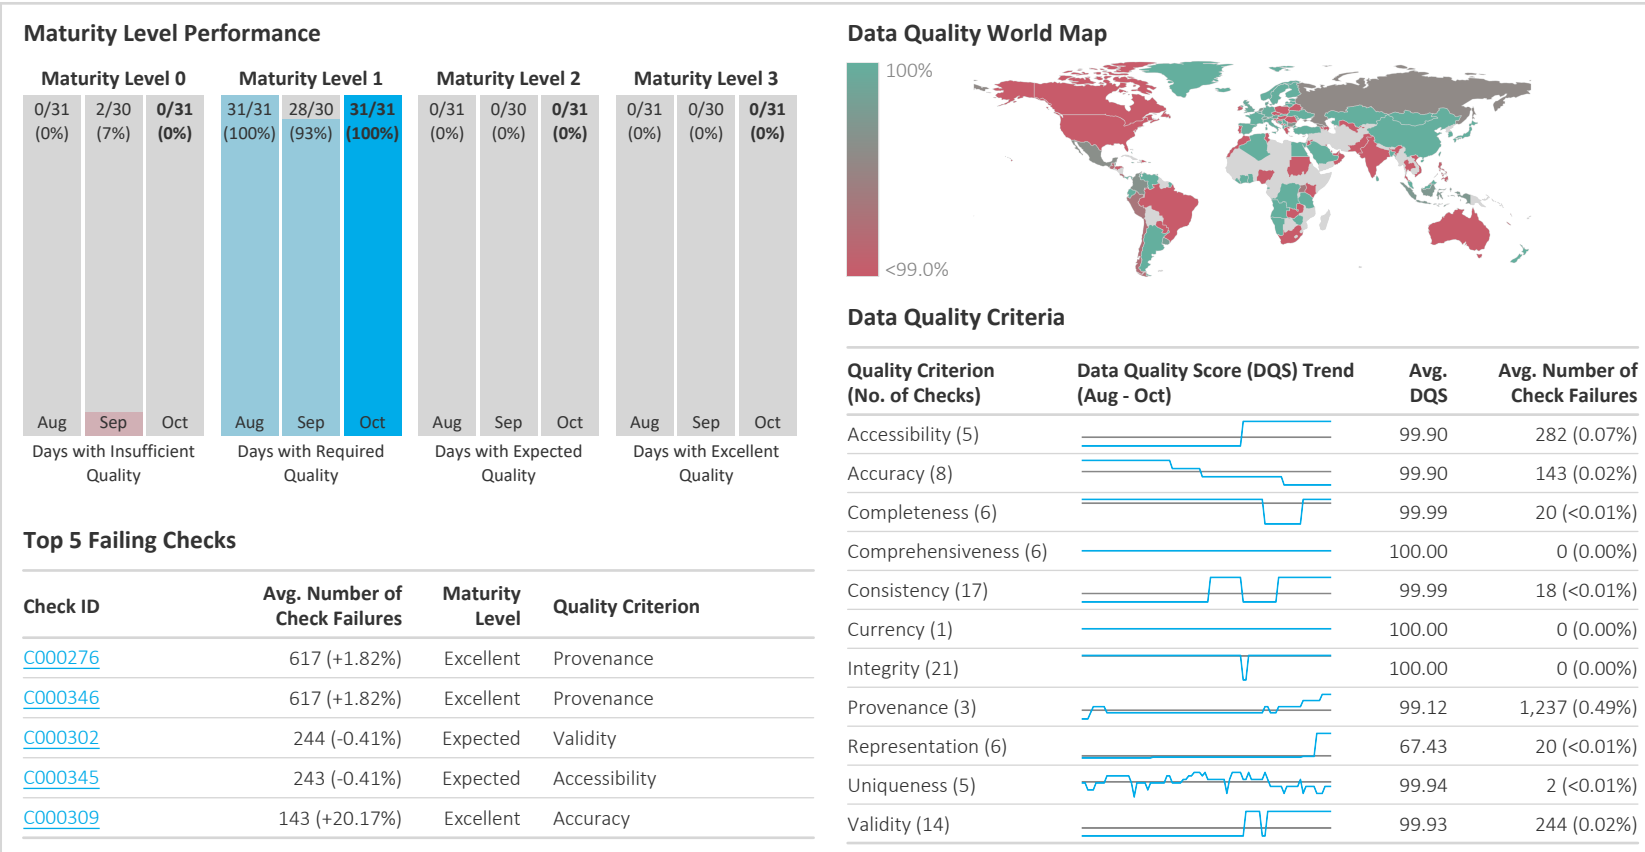 Maturity Level Performance
Maturity Level 0
Maturity Level 1
Maturity Level 2
Maturity Level 3
0/31 2/30 0/31
(0%) (7%) (0%)
31/31 28/30 31/31
(100%) (93%) (100%)
0/31 0/30 0/31
(0%) (0%) (0%)
0/31 0/30 0/31
(0%) (0%) (0%)
Aug Sep Oct
Aug Sep Oct
Aug Sep Oct
Aug Sep Oct
Days with Insufficient
Quality
Days with Required
Quality
Days with Expected
Quality
Days with Excellent
Quality
Top 5 Failing Checks
Check ID
Avg. Number of
Check Failures
Maturity
Level
Quality Criterion
C000276 617 (+1.82%) Excellent Provenance
C000346 617 (+1.82%) Excellent Provenance
C000302 244 (-0.41%) Expected Validity
C000345 243 (-0.41%) Expected Accessibility
C000309 143 (+20.17%) Excellent Accuracy
Data Quality World Map
100%
<99.0%
Data Quality Criteria
Quality Criterion
(No. of Checks)
Data Quality Score (DQS) Trend
(Aug - Oct)
Avg.
DQS
Avg. Number of
Check Failures
Accessibility (5) 99.90 282 (0.07%)
Accuracy (8) 99.90 143 (0.02%)
Completeness (6) 99.99 20 (<0.01%)
Comprehensiveness (6) 100.00 0 (0.00%)
Consistency (17) 99.99 18 (<0.01%)
Currency (1) 100.00 0 (0.00%)
Integrity (21) 100.00 0 (0.00%)
Provenance (3) 99.12 1,237 (0.49%)
Representation (6) 67.43 20 (<0.01%)
Uniqueness (5) 99.94 2 (<0.01%)
Validity (14) 99.93 244 (0.02%)